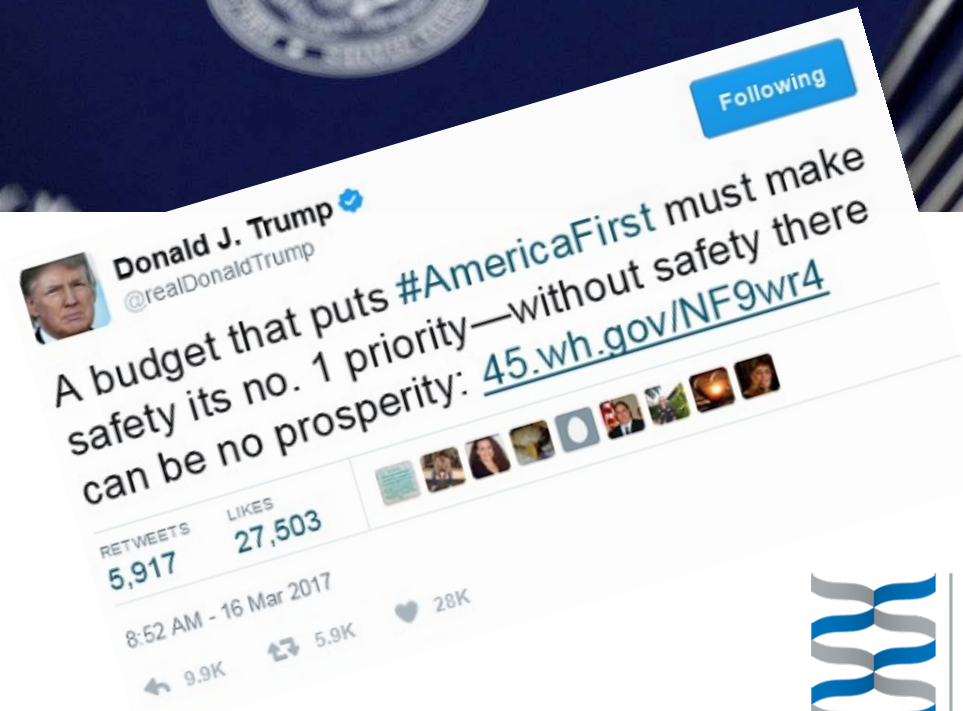 Following
Donald J. Trump
@realDonaldTrump
A budget that puts #AmericaFirst must make
safety its no. 1 priority—without safety there
can be no prosperity: 45.wh.gov/NF9wr4
RETWEETS LIKES
5,917 27,503
8:52 AM - 16 Mar 2017
9.9K 5.9K 28K